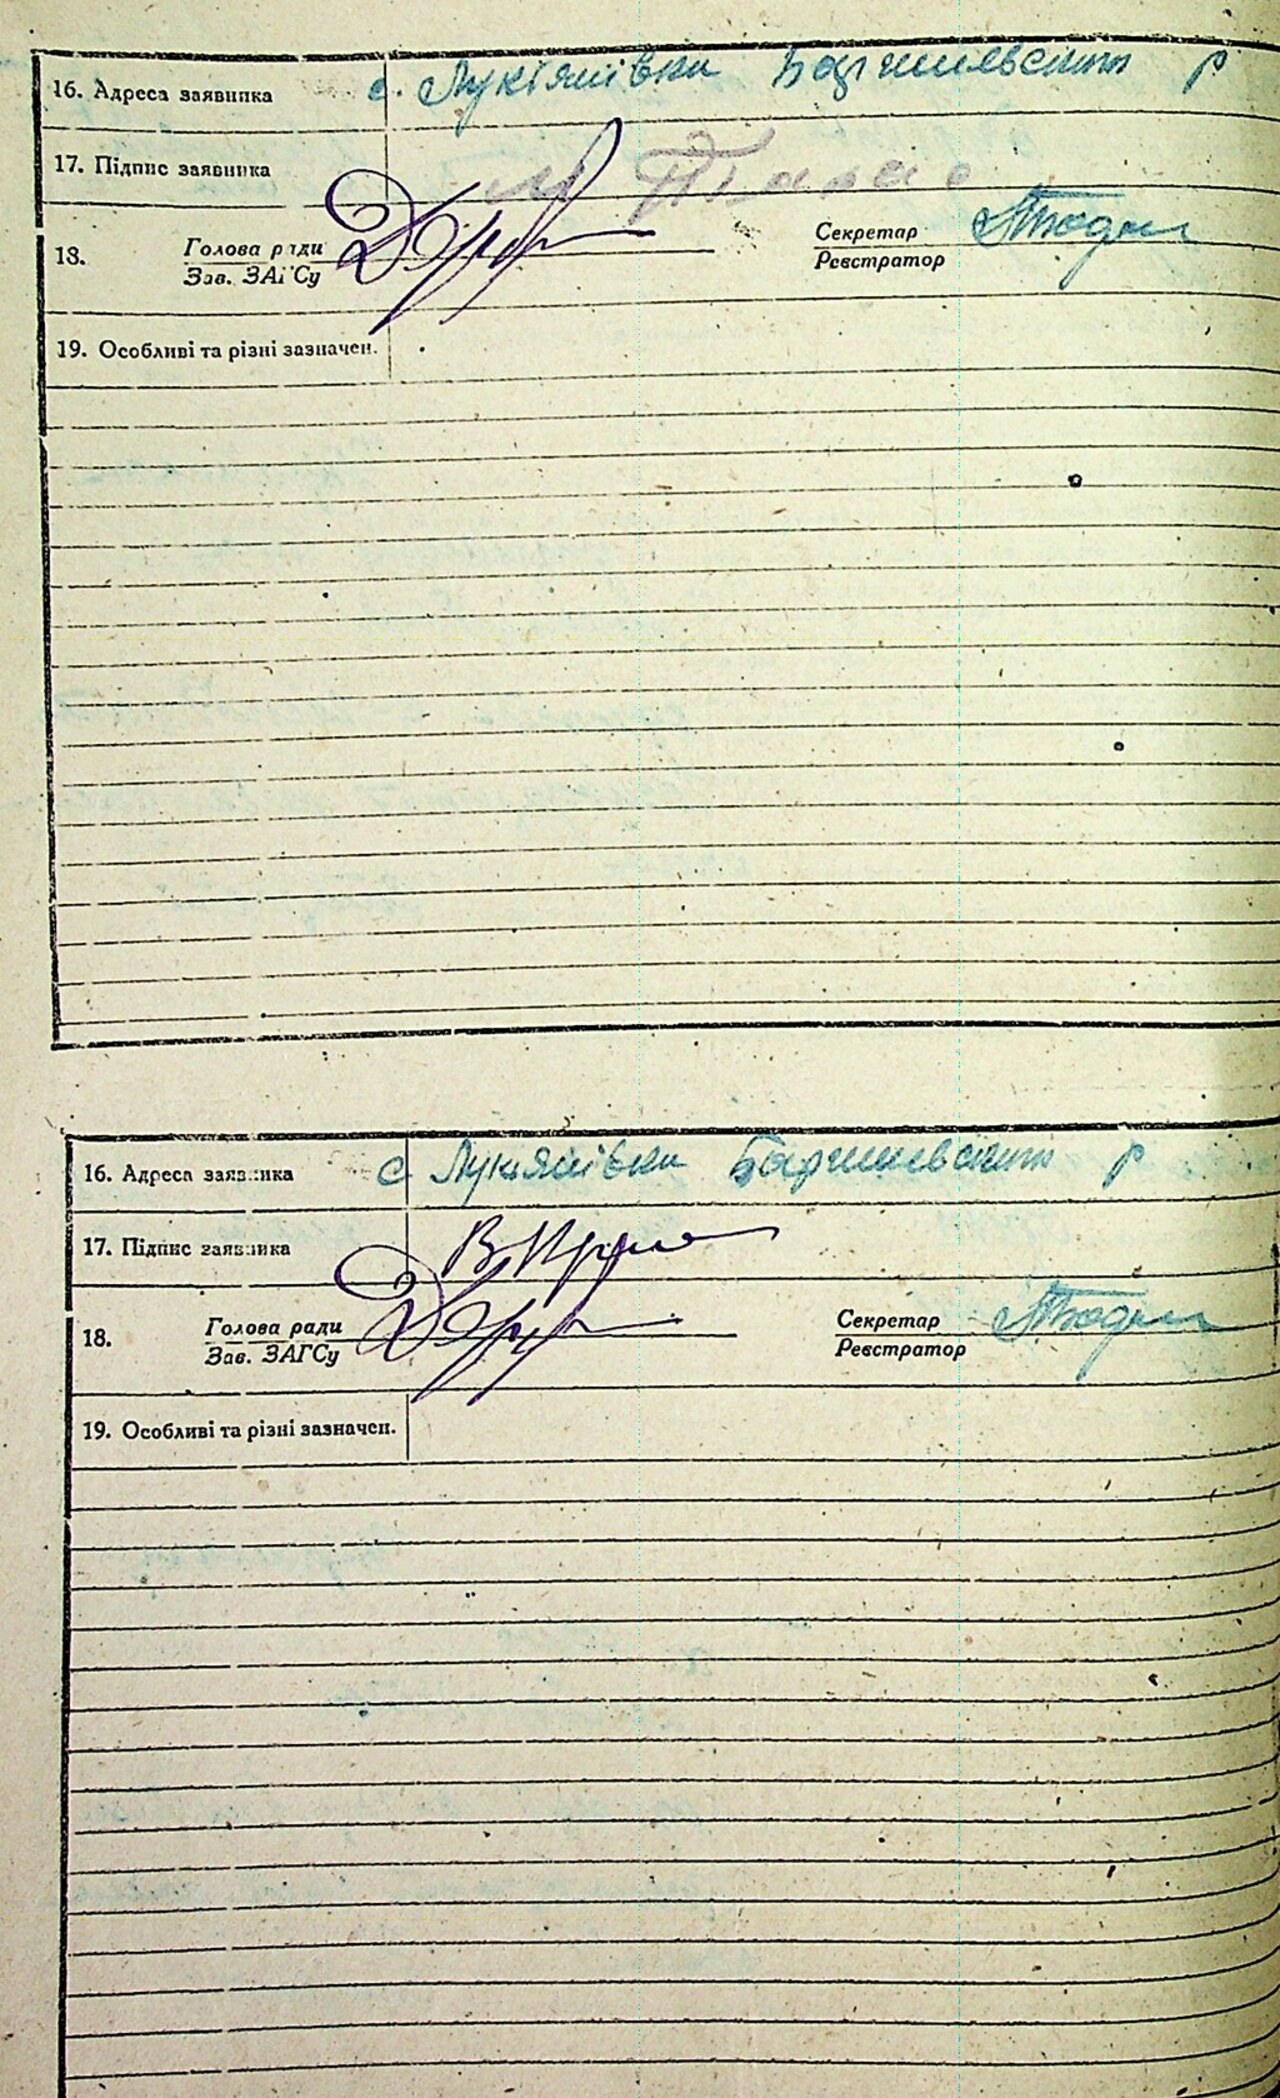 16. Адреса заявника с. Лукіянівка Баришевського р
17. Підпис заявника
18. Голова ради Секретар
Зав. ЗАГСу Реєстратор
19. Особливі та різні зазначен.
16. Адреса заявника с Лукіянівка Баришевського р
17. Підпис заявника
18. Голова ради Секретар
Зав. ЗАГСу Реєстратор
19. Особливі та різні зазначен.